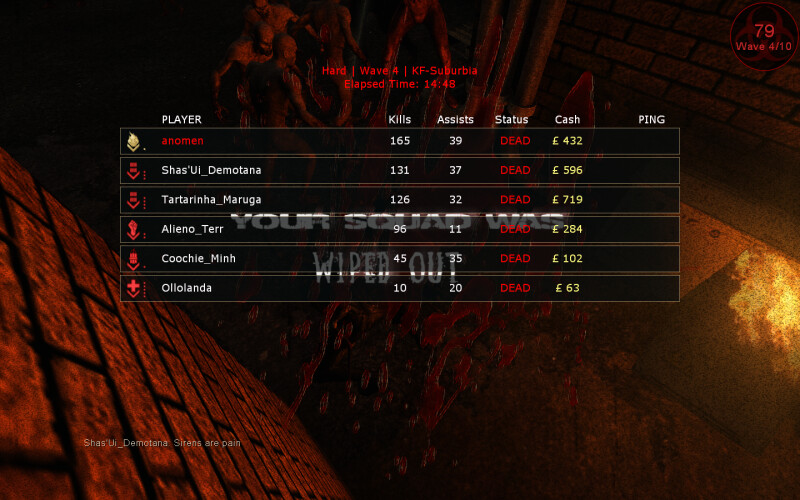 79
Wave 4/10
Hard | Wave 4 | KF-Suburbia
Elapsed Time: 14:48
PLAYER Kills Assists Status Cash PING
anomen 165 39 DEAD £ 432
Shas'Ui_Demotana 131 37 DEAD £ 596
Tartarinha_Maruga 126 32 DEAD £ 719
YOUR SQUAD WAS
Alieno_Terr 96 11 DEAD £ 284
Coochie_Minh 45 35 DEAD £ 102
WIPED OUT
Ollolanda 10 20 DEAD £ 63
Shas'Ui_Demotana: Sirens are pain